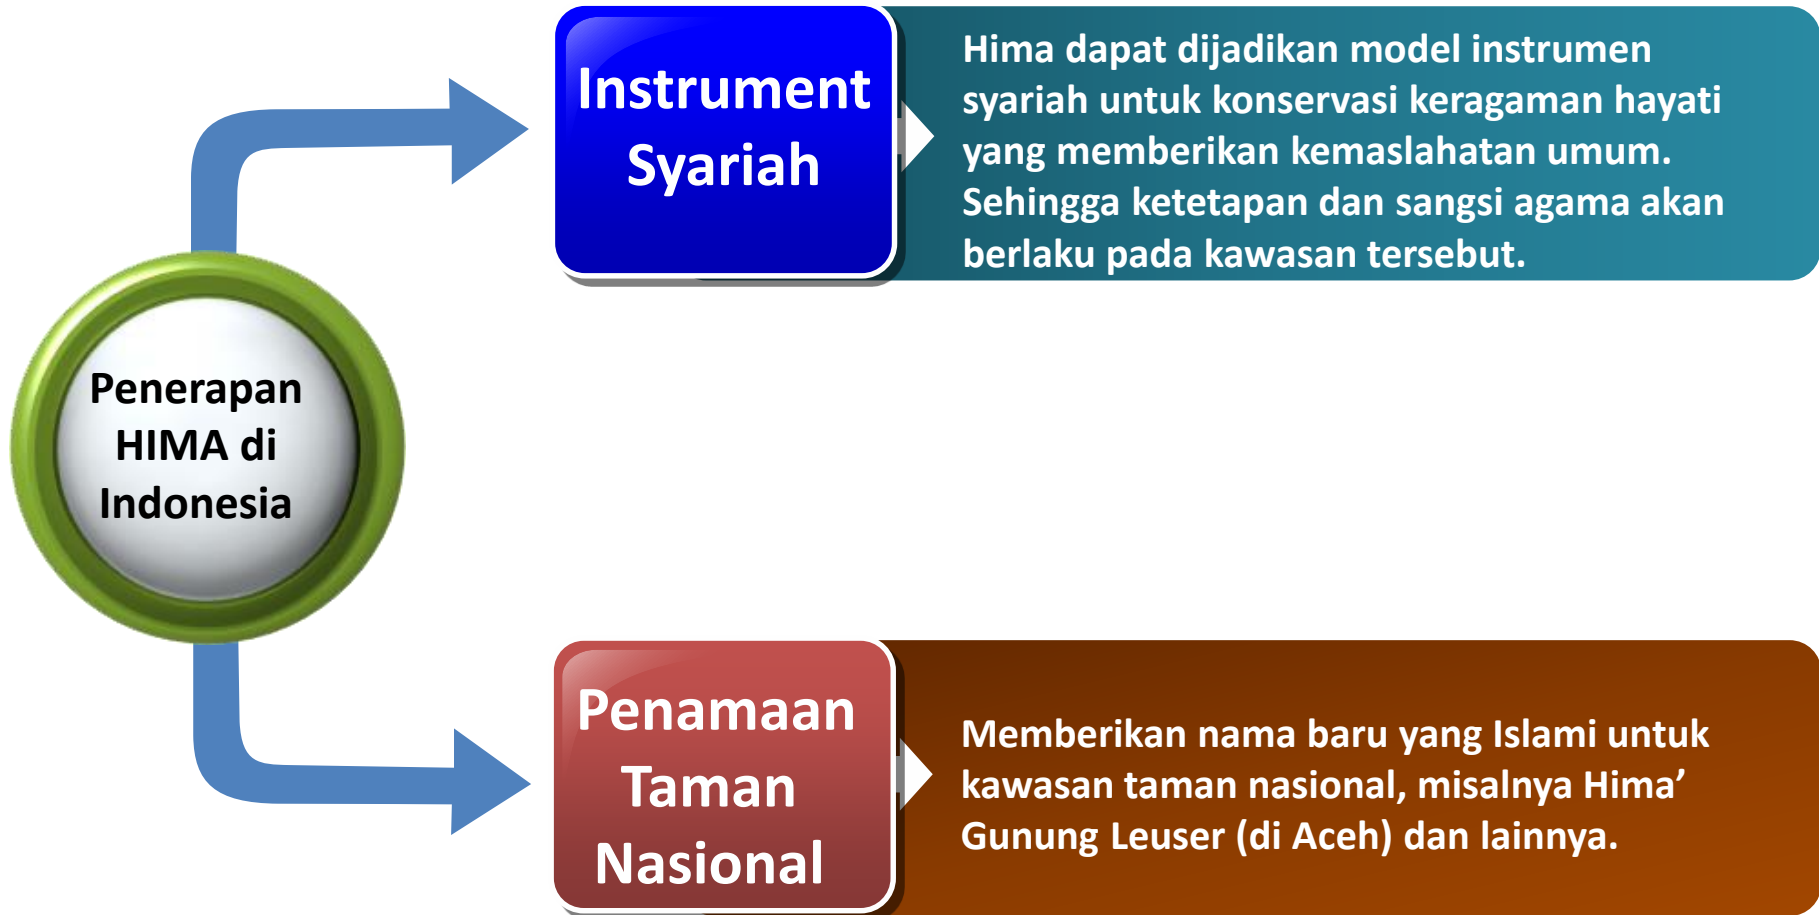 Penerapan
HIMA di
Indonesia
Instrument
Syariah
Hima dapat dijadikan model instrumen
syariah untuk konservasi keragaman hayati
yang memberikan kemaslahatan umum.
Sehingga ketetapan dan sangsi agama akan
berlaku pada kawasan tersebut.
Penamaan
Taman
Nasional
Memberikan nama baru yang Islami untuk
kawasan taman nasional, misalnya Hima’
Gunung Leuser (di Aceh) dan lainnya.